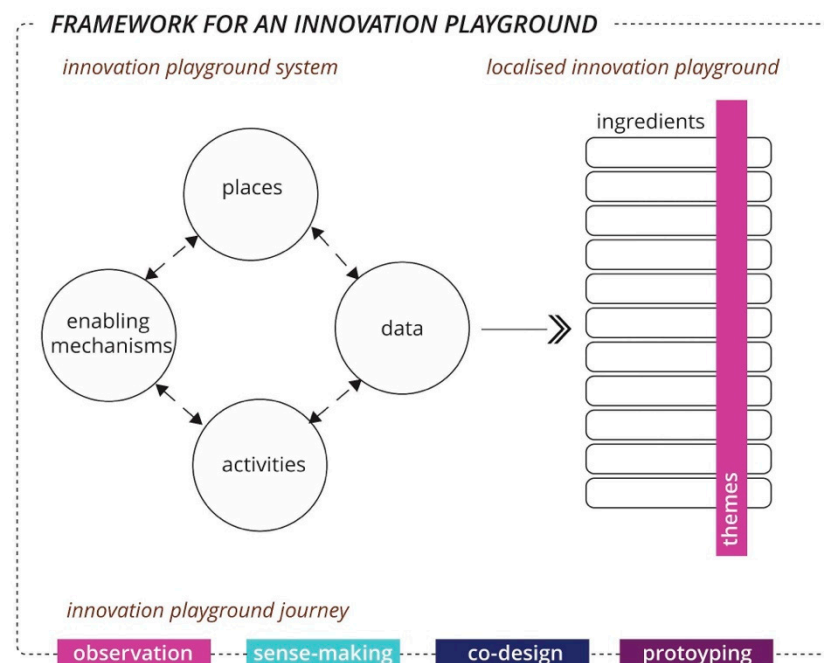 FRAMEWORK FOR AN INNOVATION PLAYGROUND
innovation playground system
localised innovation playground
ingredients
places
enabling
mechanisms
data
activities
themes
innovation playground journey
observation
sense-making
co-design
protoyping